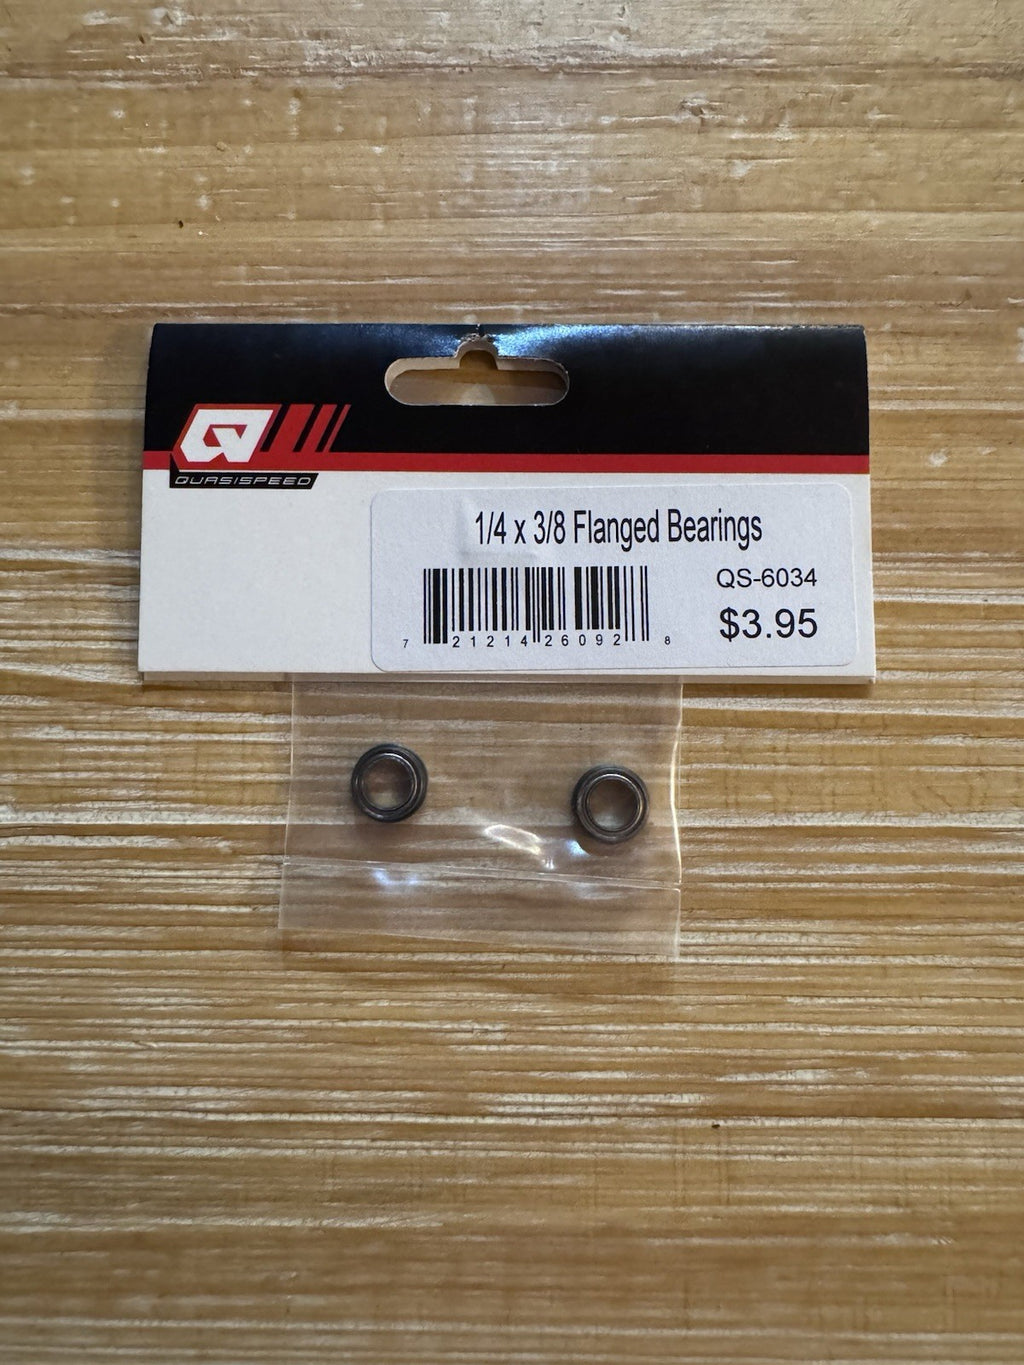 Q
QUASISPEED
1/4 x 3/8 Flanged Bearings
QS-6034
$3.95
7 21214 26092 8